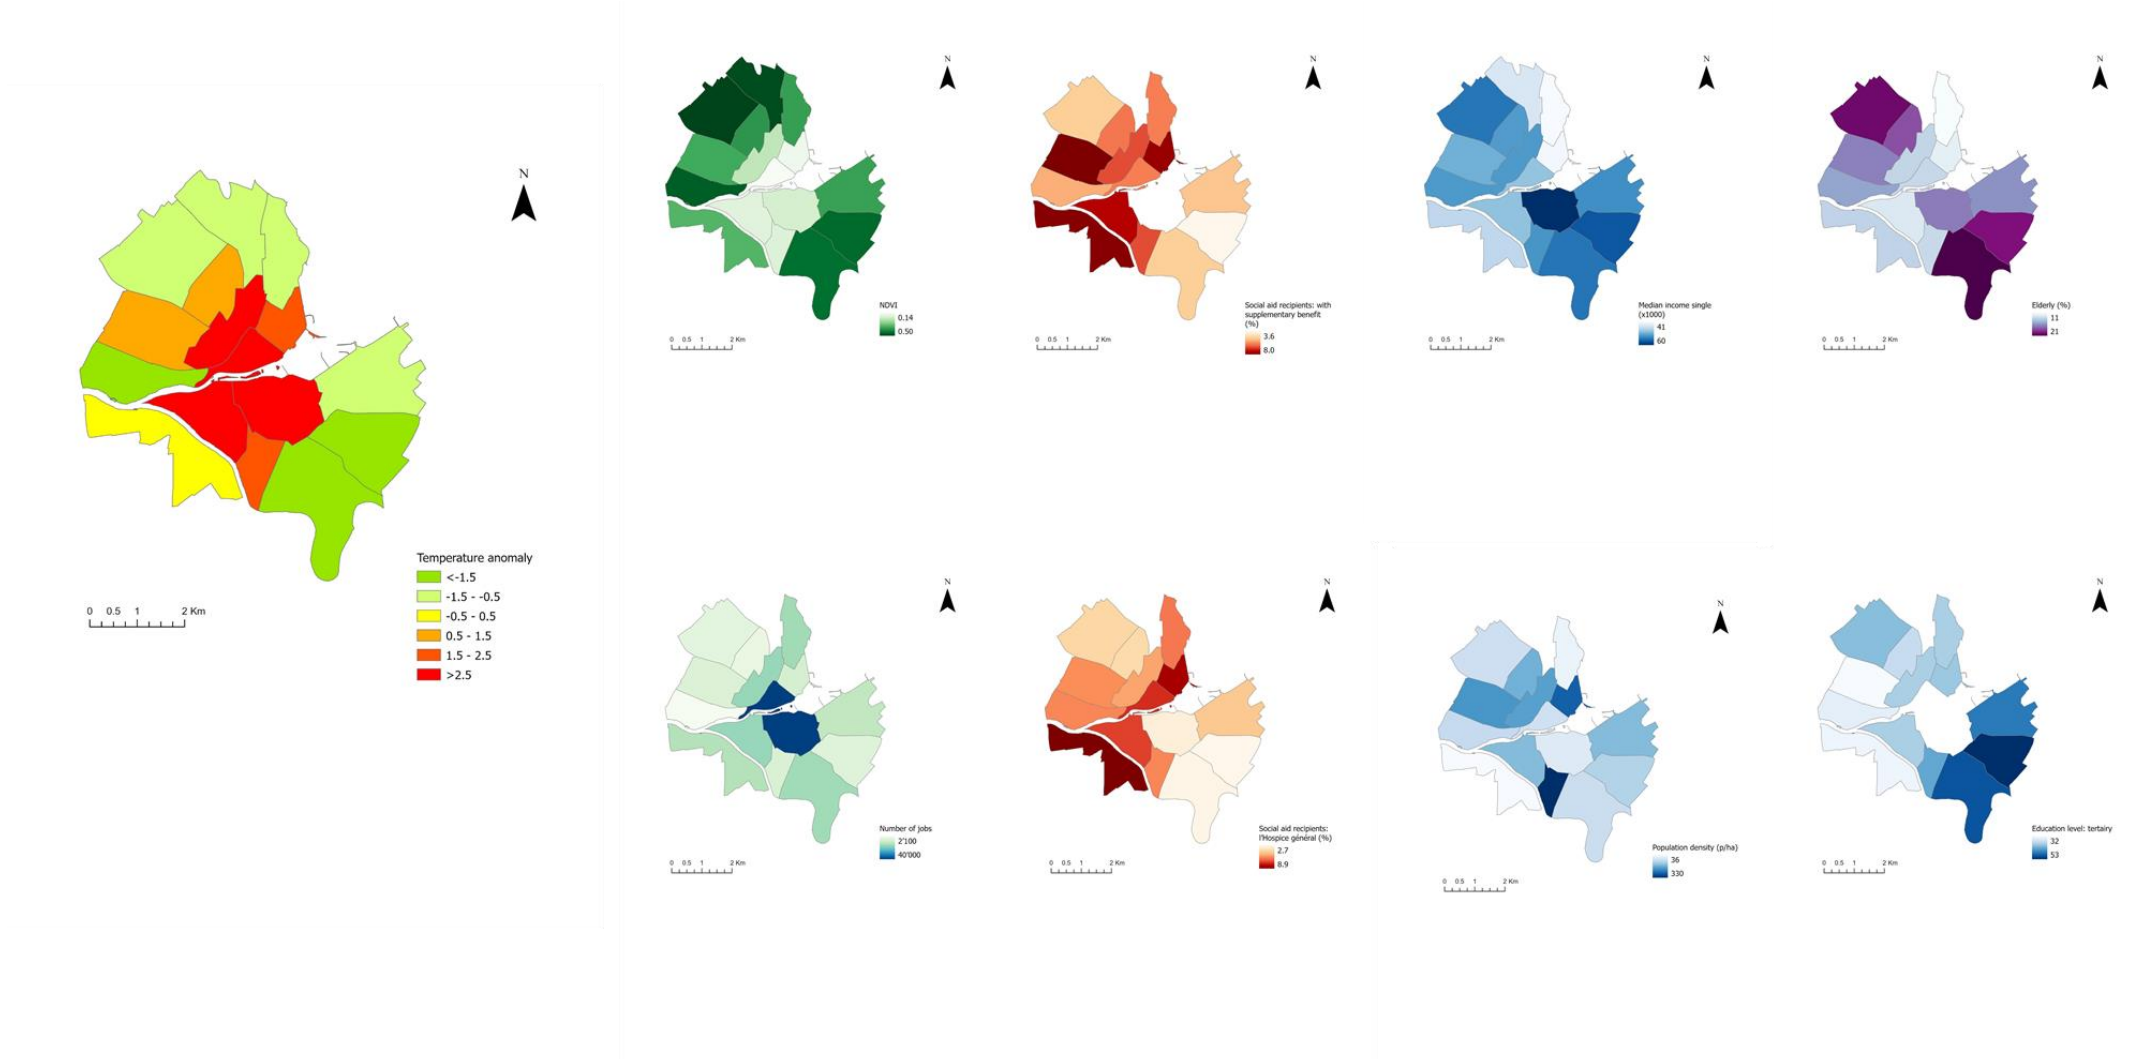 N
Temperature anomaly
<-1.5
-1.5 - -0.5
-0.5 - 0.5
0.5 - 1.5
1.5 - 2.5
>2.5
0 0.5 1 2 Km
N
NDVI
0.14
0.50
0 0.5 1 2 Km
N
Social aid recipients: with
supplementary benefit
(%)
3.6
8.0
0 0.5 1 2 Km
N
Median income single
(x1000)
41
60
0 0.5 1 2 Km
N
Elderly (%)
11
21
0 0.5 1 2 Km
N
Number of jobs
2'100
40'000
0 0.5 1 2 Km
N
Social aid recipients:
l'Hospice général (%)
2.7
8.9
0 0.5 1 2 Km
N
Population density (p/ha)
36
330
0 0.5 1 2 Km
N
Education level: tertairy
32
53
0 0.5 1 2 Km